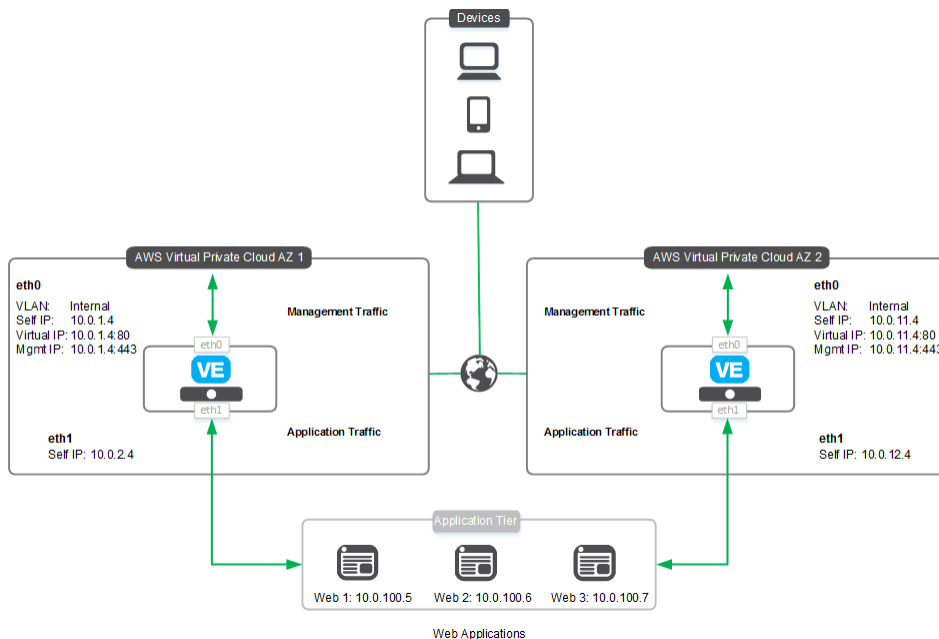 Devices
AWS Virtual Private Cloud AZ 1
eth0
VLAN: Internal
Self IP: 10.0.1.4
Virtual IP: 10.0.1.4:80
Mgmt IP: 10.0.1.4:443
Management Traffic
eth0
VE
eth1
Application Traffic
eth1
Self IP: 10.0.2.4
AWS Virtual Private Cloud AZ 2
Management Traffic
eth0
VLAN: Internal
Self IP: 10.0.11.4
Virtual IP: 10.0.11.4:80
Mgmt IP: 10.0.11.4:443
eth0
VE
eth1
Application Traffic
eth1
Self IP: 10.0.12.4
Application Tier
Web 1: 10.0.100.5
Web 2: 10.0.100.6
Web 3: 10.0.100.7
Web Applications